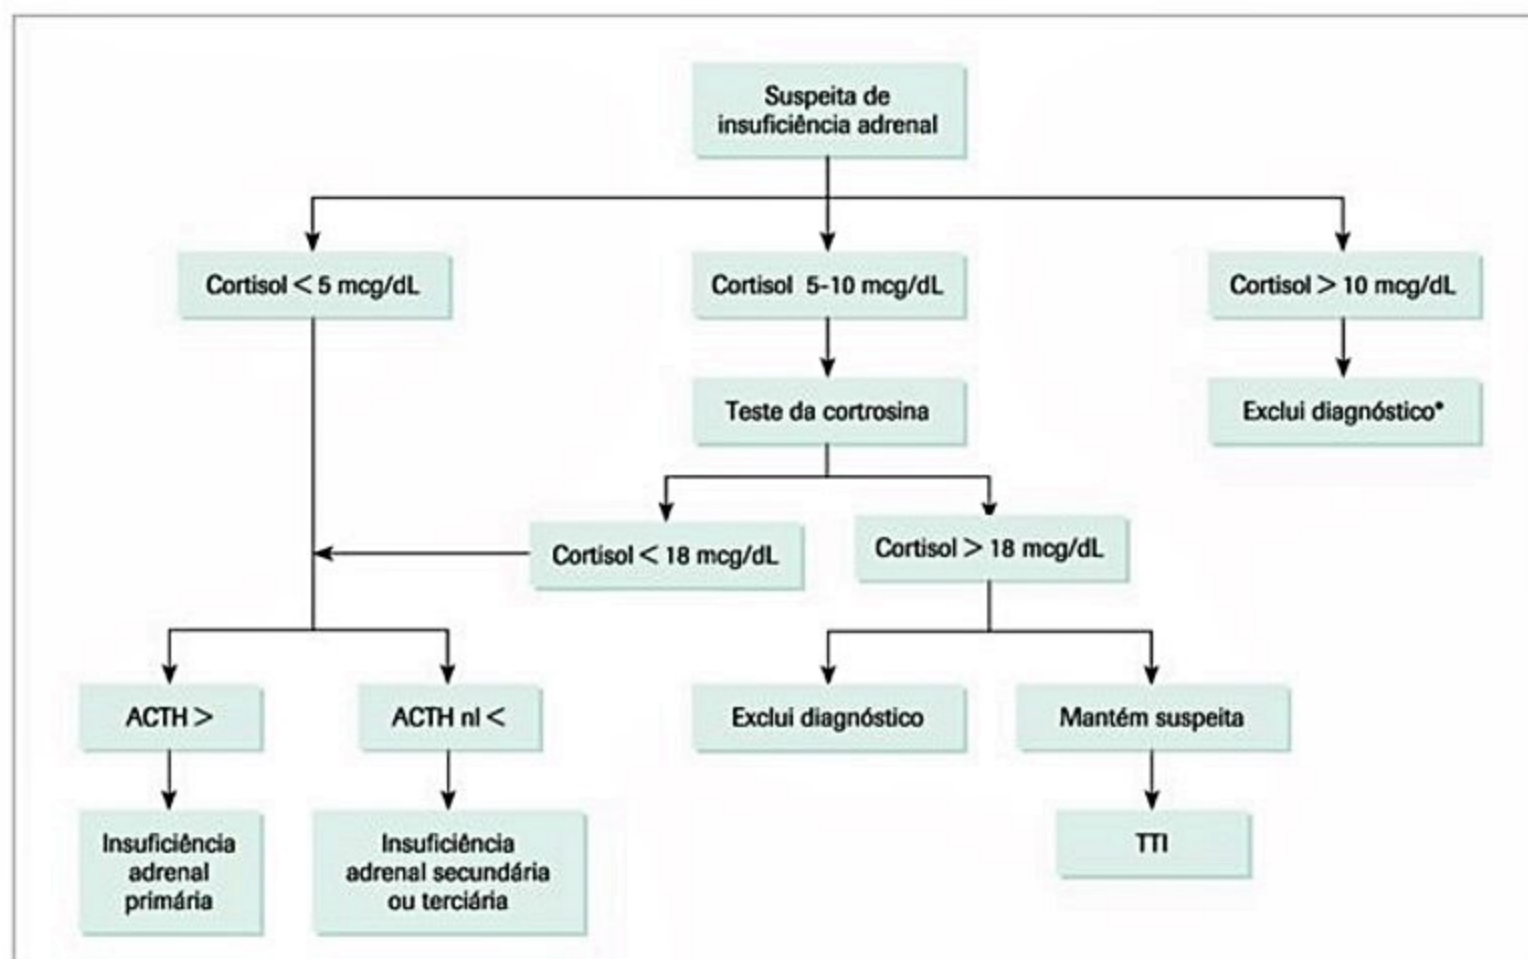 Suspeita de
insuficiência adrenal
Cortisol < 5 mcg/dL
Cortisol 5-10 mcg/dL
Cortisol > 10 mcg/dL
Teste da cortrosina
Exclui diagnóstico*
Cortisol < 18 mcg/dL
Cortisol > 18 mcg/dL
ACTH >
ACTH nl <
Exclui diagnóstico
Mantém suspeita
Insuficiência
adrenal
primária
Insuficiência
adrenal secundária
ou terciária
TTI